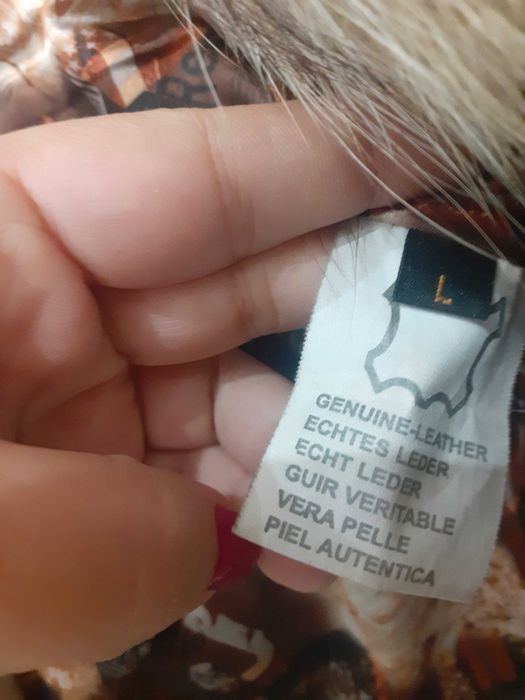 L
GENUINE-LEATHER
ECHTES LEDER
ECHT LEDER
GUIR VERITABLE
VERA PELLE
PIEL AUTENTICA